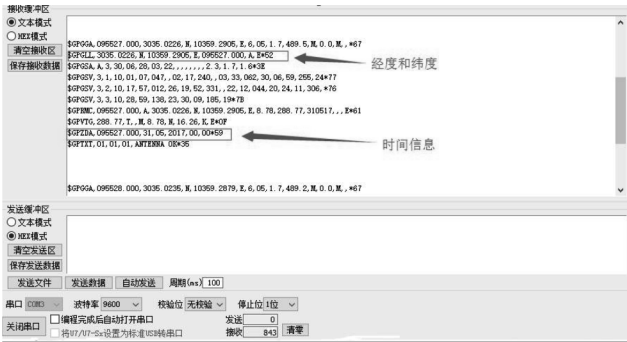 接收缓冲区
文本模式
HEX模式
清空接收区
保存接收数据
$GPGGA,095527.000,3035.0226,N,10359.2905,E,6,05,1.7,489.5,M,0.0,M,,*67
$GPGLL,3035.0226,N,10359.2905,E,095527.000,A,E*52
$GPGSA,A,3,30,06,28,03,22,,,,,,,,2.3,1.7,1.6*3E
$GPGSV,3,1,10,01,07,047,,02,17,240,,03,33,062,30,06,59,255,24*77
$GPGSV,3,2,10,17,57,012,26,19,52,331,,22,12,044,20,24,11,306,*76
$GPGSV,3,3,10,28,59,138,23,30,09,185,19*7B
$GPRMC,095527.000,A,3035.0226,N,10359.2905,E,8.78,288.77,310517,,,E*61
$GPVTG,288.77,T,,M,8.78,N,16.26,K,E*0F
$GPZDA,095527.000,31,05,2017,00,00*59
$GPTXT,01,01,01,ANTENNA OK*35
经度和纬度
时间信息
$GPGGA,095528.000,3035.0235,N,10359.2879,E,6,05,1.7,489.2,M,0.0,M,,*67
发送缓冲区
文本模式
HEX模式
清空发送区
保存发送数据
发送文件 发送数据 自动发送 周期(ms) 100
串口 COM3 波特率 9600 校验位 无校验 停止位 1位
关闭串口 编程完成后自动打开串口 发送 0
将U7/U7-Sx设置为标准USB转串口 接收 843 清零